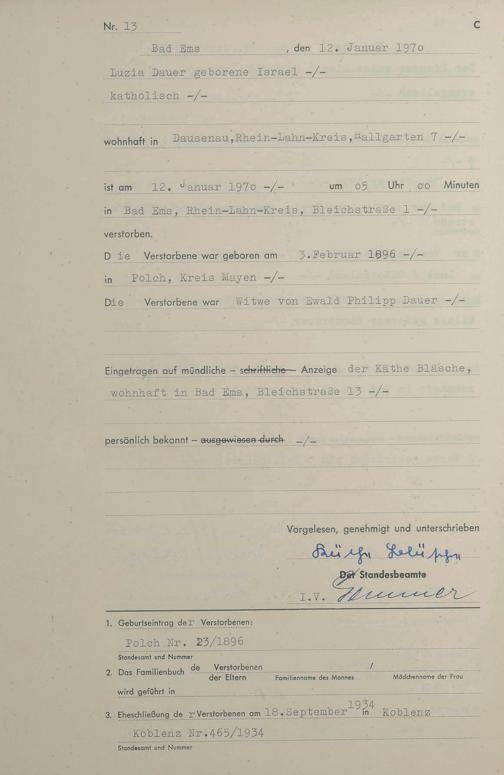 Nr. 13 C
Bad Ems, den 12. Januar 1970
Luzia Dauer geborene Israel -/-
katholisch -/-
wohnhaft in Dausenau, Rhein-Lahn-Kreis, Hallgarten 7 -/-
ist am 12. Januar 1970 -/- um 05 Uhr 00 Minuten
in Bad Ems, Rhein-Lahn-Kreis, Bleichstraße 1 -/-
verstorben.
Die Verstorbene war geboren am 3.Februar 1896 -/-
in Polch, Kreis Mayen -/-
Die Verstorbene war Witwe von Ewald Philipp Dauer -/-
Eingetragen auf mündliche – schriftliche – Anzeige der Käthe Bläsche,
wohnhaft in Bad Ems, Bleichstraße 13 -/-
persönlich bekannt – ausgewiesen durch -/-
Vorgelesen, genehmigt und unterschrieben
Der Standesbeamte
I.V.
1. Geburtseintrag der Verstorbenen:
Polch Nr. 23/1896
Standesamt und Nummer
2. Das Familienbuch de Verstorbenen /
der Eltern Familienname des Mannes Mädchenname der Frau
wird geführt in
3. Eheschließung der Verstorbenen am 18.September 1934 in Koblenz
Koblenz Nr.465/1934
Standesamt und Nummer